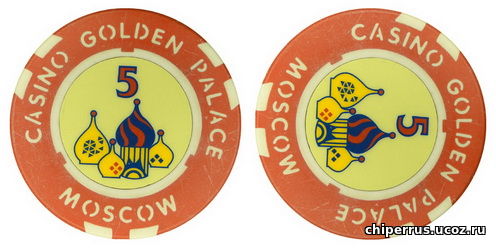 CASINO GOLDEN PALACE
5
MOSCOW
CASINO GOLDEN PALACE
5
MOSCOW
chiperrus.ucoz.ru